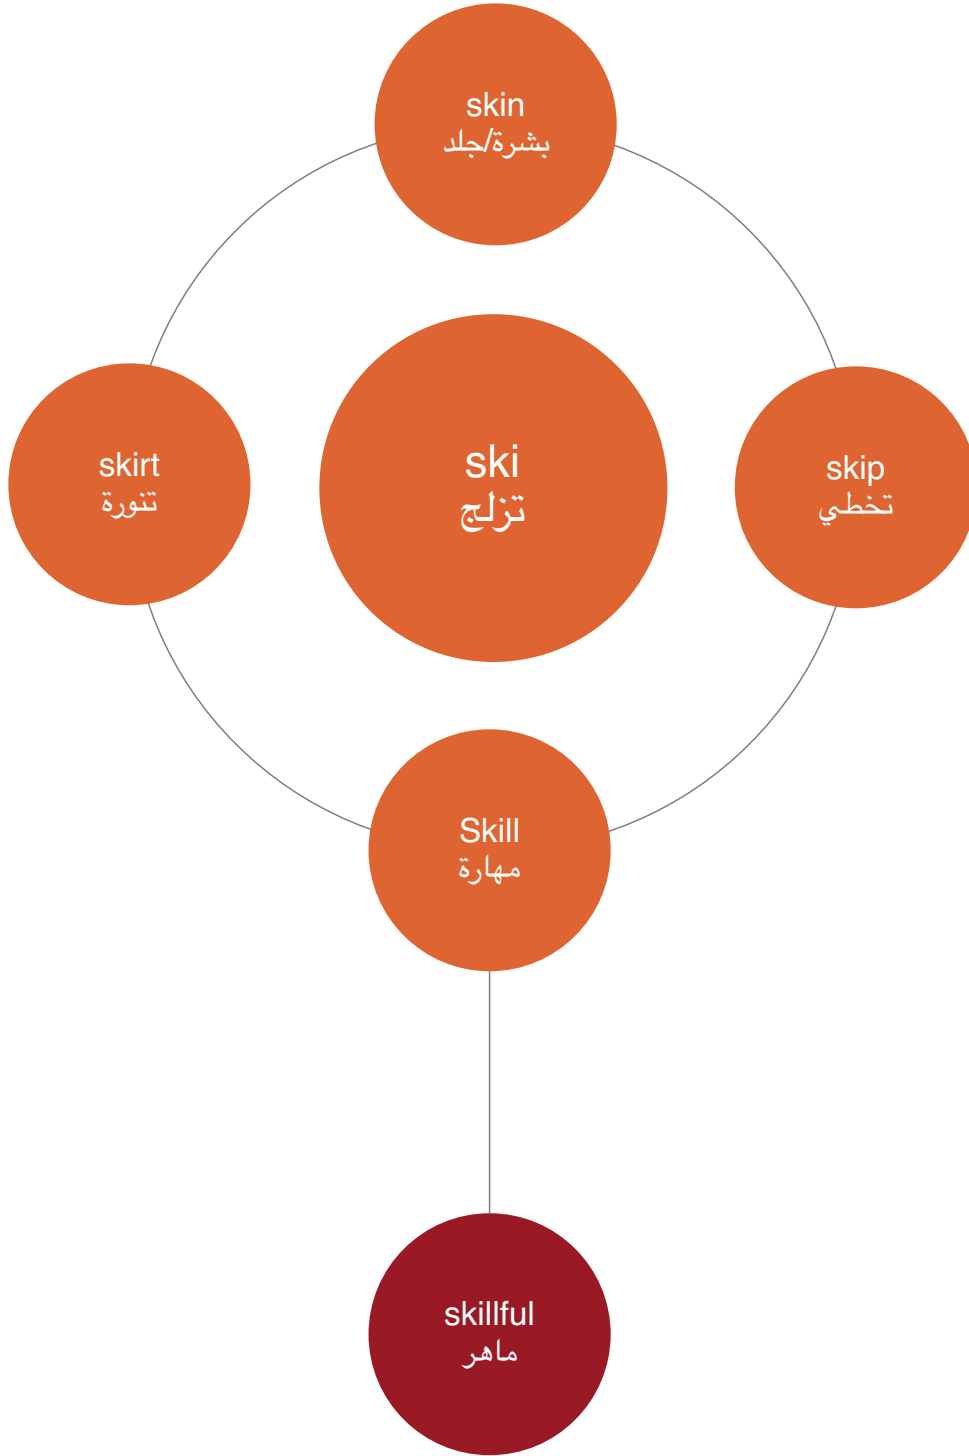 skin
بشرة/جلد
skirt
تنورة
ski
تزلج
skip
تخطي
Skill
مهارة
skillful
ماهر